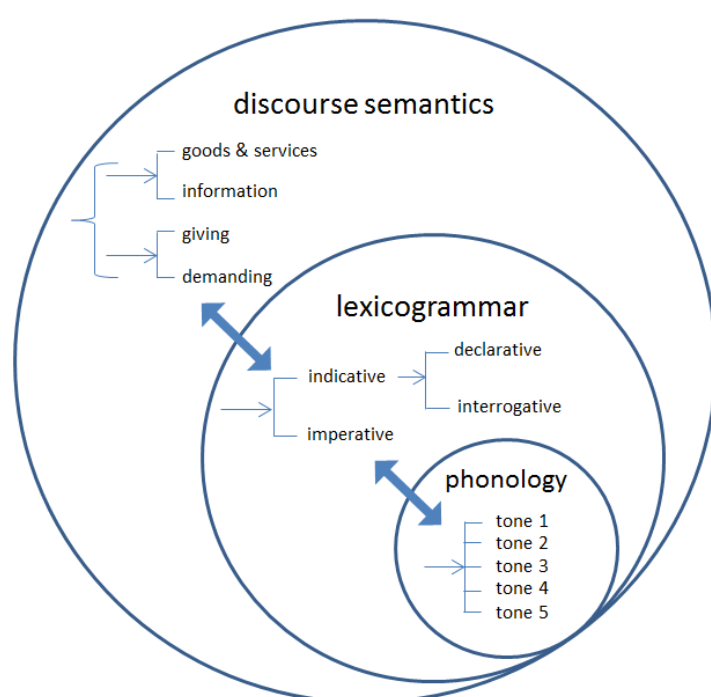 discourse semantics
goods & services
information
giving
demanding
lexicogrammar
declarative
indicative
interrogative
imperative
phonology
tone 1
tone 2
tone 3
tone 4
tone 5